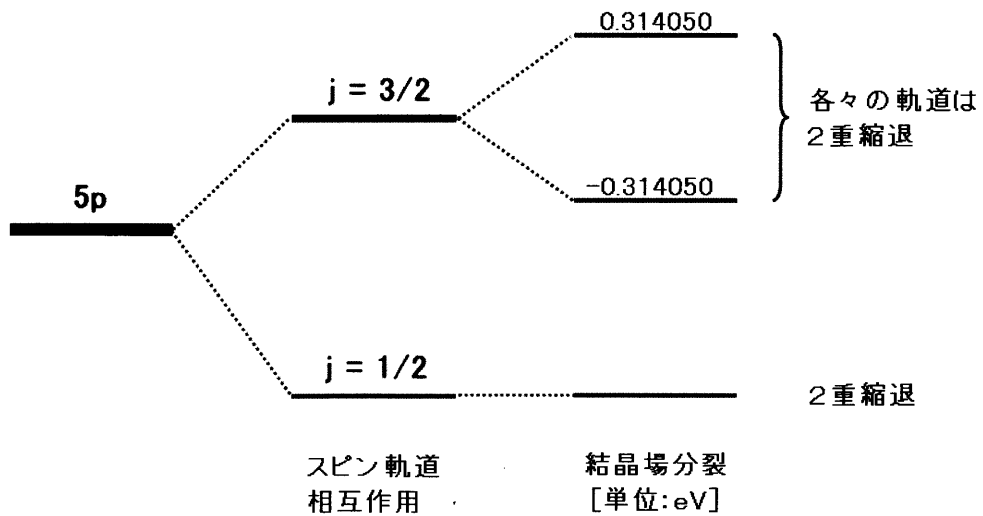 0.314050
j = 3/2
各々の軌道は
2重縮退
-0.314050
5p
j = 1/2
2重縮退
スピン軌道
相互作用
結晶場分裂
[単位:eV]